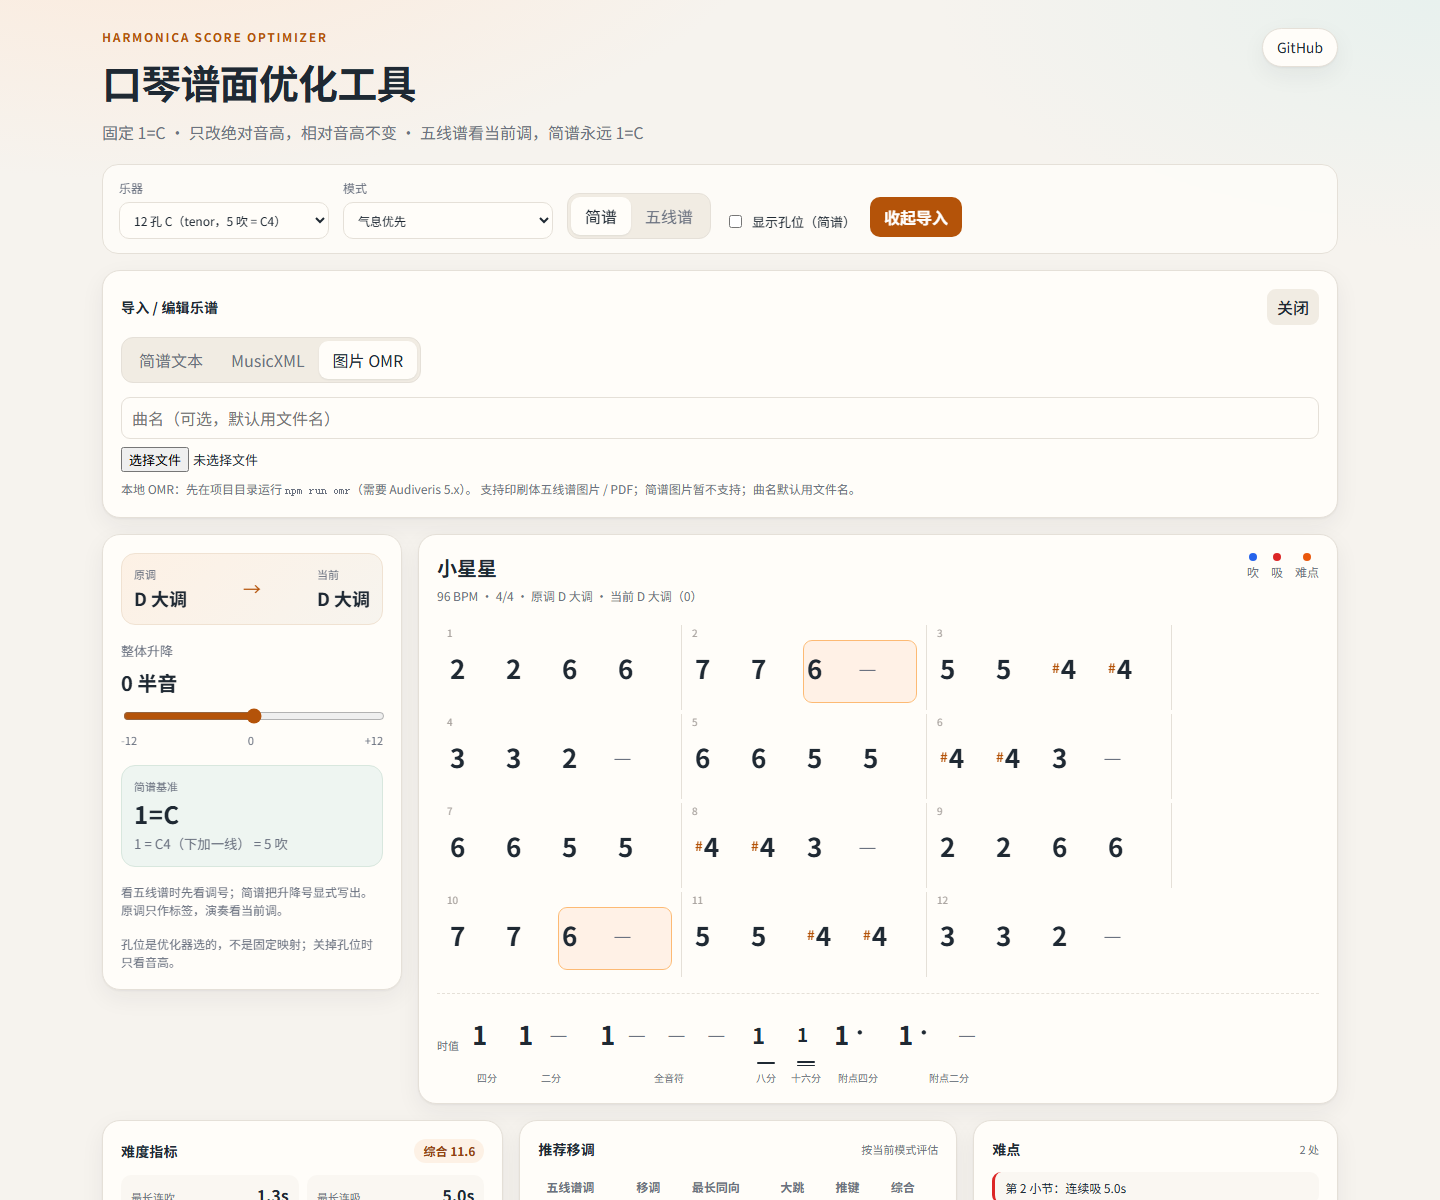 HARMONICA SCORE OPTIMIZER
GitHub
口琴谱面优化工具
固定 1=C · 只改绝对音高，相对音高不变 · 五线谱看当前调，简谱永远 1=C
乐器 模式
12 孔 C（tenor，5 吹 = C4） 气息优先 简谱 五线谱 显示孔位（简谱） 收起导入
导入 / 编辑乐谱 关闭
简谱文本 MusicXML 图片 OMR
曲名（可选，默认用文件名）
选择文件 未选择文件
本地 OMR：先在项目目录运行 npm run omr（需要 Audiveris 5.x）。 支持印刷体五线谱图片 / PDF；简谱图片暂不支持；曲名默认用文件名。
原调 当前
D 大调 → D 大调
整体升降
0 半音
-12 0 +12
简谱基准
1=C
1 = C4（下加一线） = 5 吹
看五线谱时先看调号；简谱把升降号显式写出。
原调只作标签，演奏看当前调。
孔位是优化器选的，不是固定映射；关掉孔位时
只看音高。
小星星
吹 吸 难点
96 BPM · 4/4 · 原调 D 大调 · 当前 D 大调（0）
1 2 3
2 2 6 6 7 7 6 — 5 5 #4 #4
4 5 6
3 3 2 — 6 6 5 5 #4 #4 3 —
7 8 9
6 6 5 5 #4 #4 3 — 2 2 6 6
10 11 12
7 7 6 — 5 5 #4 #4 3 3 2 —
时值 1 1 — 1 — — — 1 1 1 · 1 · —
四分 二分 全音符 八分 十六分 附点四分 附点二分
难度指标 综合 11.6
最长连吹 1.3s 最长连吸 5.0s
推荐移调 按当前模式评估
五线谱调 移调 最长同向 大跳 推键 综合
难点 2 处
第 2 小节：连续吸 5.0s